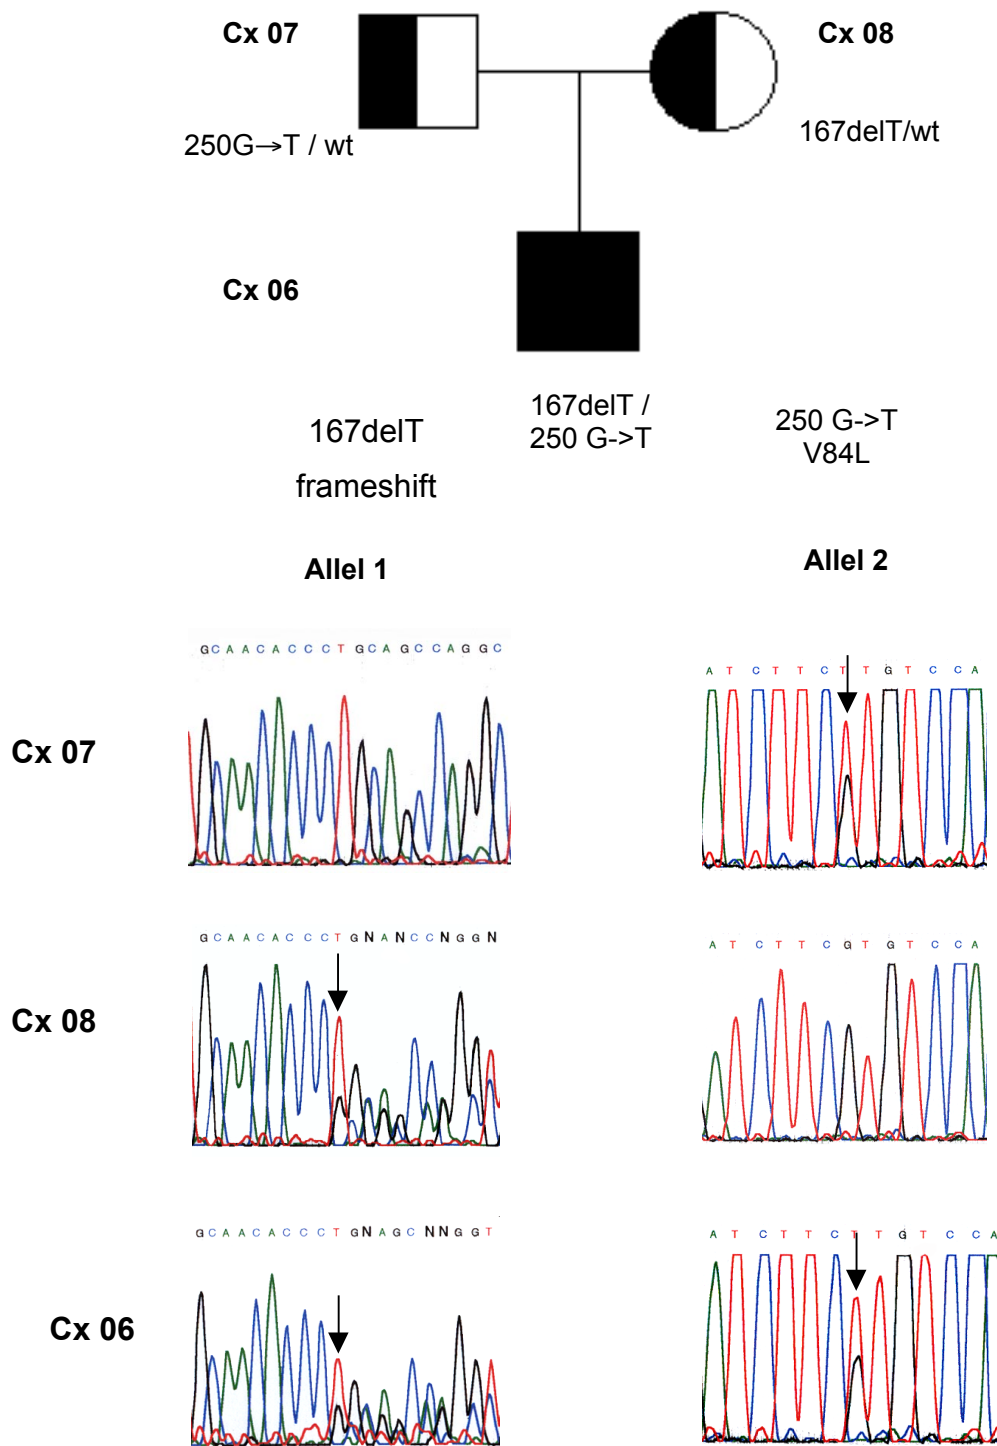 Cx 07
Cx 08
250G→T / wt
167delT/wt
Cx 06
167delT /
250 G->T
167delT
frameshift
250 G->T
V84L
Allel 1
Allel 2
GCAACACCCTGCAGCCAGGC
ATCTTCTTGTCCA
Cx 07
GCAACACCCTGNANCCNGGN
ATCTTCGTGTCCA
Cx 08
GCAACACCCTGNAGCNNGGT
ATCTTCTTGTCCA
Cx 06